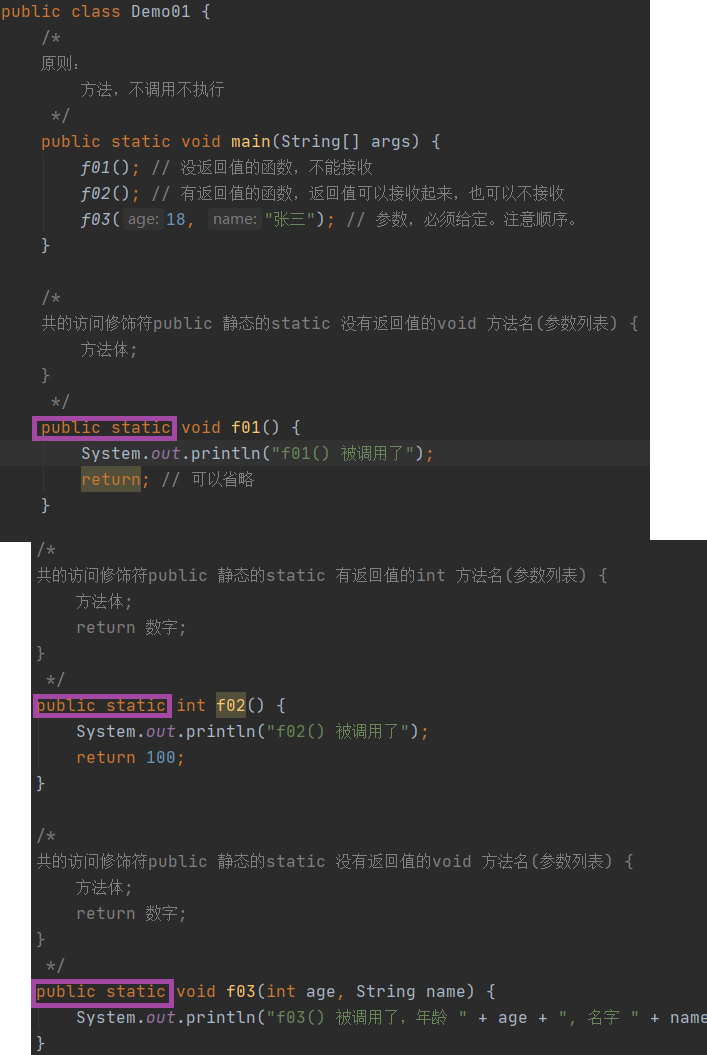 public class Demo01 {
/*
原则:
方法，不调用不执行
*/
public static void main(String[] args) {
f01(); // 没返回值的函数，不能接收
f02(); // 有返回值的函数，返回值可以接收起来，也可以不接收
f03( age: 18, name: "张三"); // 参数，必须给定。注意顺序。
}
/*
共的访问修饰符public 静态的static 没有返回值的void 方法名(参数列表) {
方法体;
}
*/
public static void f01() {
System.out.println("f01() 被调用了");
return; // 可以省略
}
/*
共的访问修饰符public 静态的static 有返回值的int 方法名(参数列表) {
方法体;
return 数字;
}
*/
public static int f02() {
System.out.println("f02() 被调用了");
return 100;
}
/*
共的访问修饰符public 静态的static 没有返回值的void 方法名(参数列表) {
方法体;
return 数字;
}
*/
public static void f03(int age, String name) {
System.out.println("f03() 被调用了，年龄 " + age + ", 名字 " + name
}